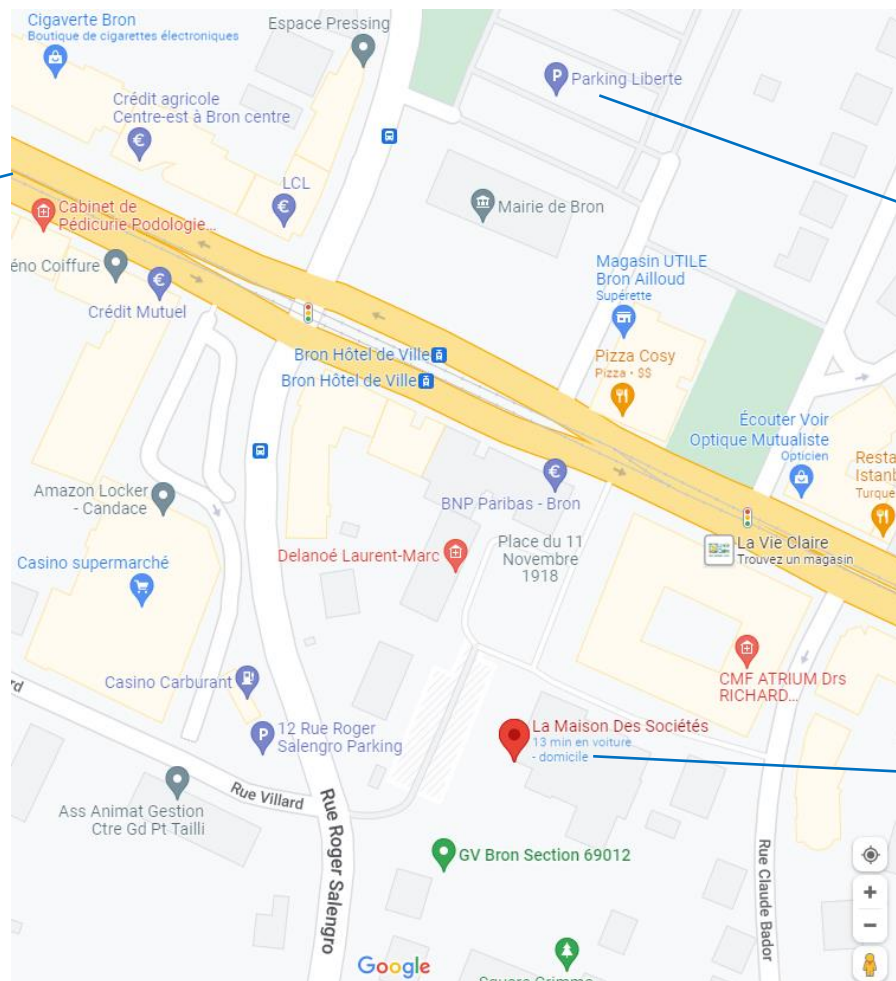 Cigaverte Bron
Boutique de cigarettes électroniques
Espace Pressing
Parking Liberte
Crédit agricole
Centre-est à Bron centre
LCL
Mairie de Bron
Cabinet de
Pédicurie-Podologie...
éno Coiffure
Crédit Mutuel
Magasin UTILE
Bron Ailloud
Supérette
Bron Hôtel de Ville
Bron Hôtel de Ville
Pizza Cosy
Pizza • $$
Écouter Voir
Optique Mutualiste
Opticien
Resta
Istanb
Turque
Amazon Locker
- Candace
BNP Paribas - Bron
Casino supermarché
Delanoé Laurent-Marc
Place du 11
Novembre
1918
La Vie Claire
Trouvez un magasin
Casino Carburant
CMF ATRIUM Drs
RICHARD...
rd
12 Rue Roger
Salengro Parking
La Maison Des Sociétés
13 min en voiture
- domicile
Ass Animat Gestion
Ctre Gd Pt Tailli
Rue Villard
Rue Roger Salengro
GV Bron Section 69012
Rue Claude Bador
Google